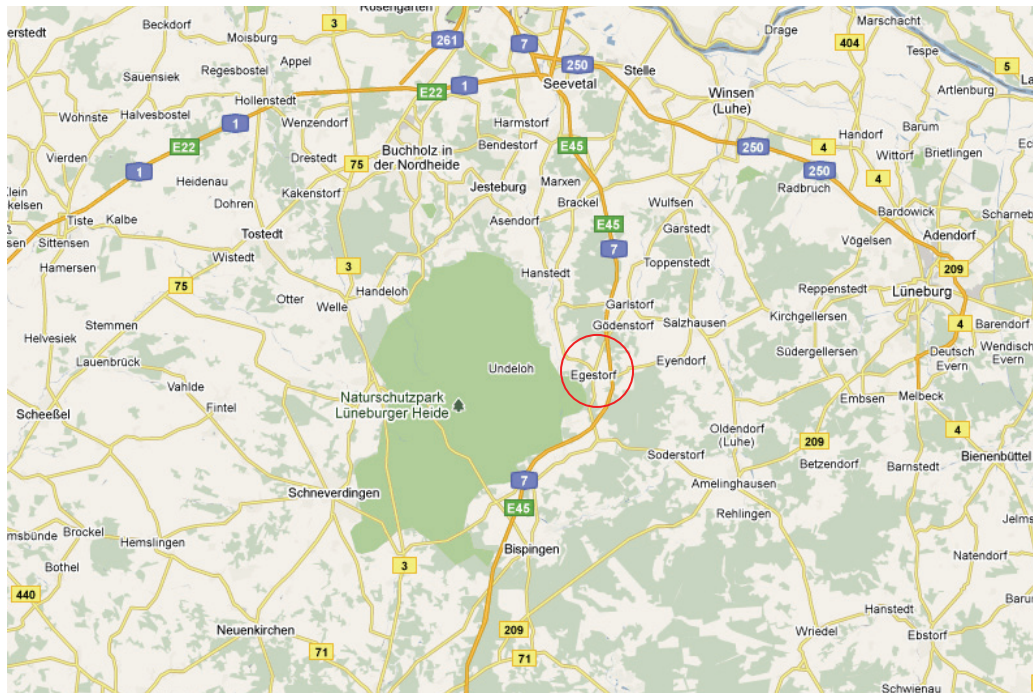 Rosengarten
Marschacht
Beckdorf
3
Drage
erstedt
Moisburg
261
7
404
Tespe
Appel
250
Stelle
5
Sauensiek
Regesbostel
E22
1
Seevetal
Artlenburg
Hollenstedt
Winsen
(Luhe)
Wohnste
Halvesbostel
1
Wenzendorf
Harmstorf
Handorf
Barum
E22
Buchholz in
der Nordheide
Bendestorf
E45
250
4
Wittorf
Brietlingen
Vierden
Drestedt
75
1
Heidenau
Kakenstorf
Jesteburg
Marxen
250
4
Radbruch
Klein
Dohren
Brackel
Wulfsen
Bardowick
Tiste
Kalbe
Asendorf
E45
Garstedt
Scharneb
Sittensen
Tostedt
7
Vögelsen
Adendorf
Hamersen
Wistedt
3
Hanstedt
Toppenstedt
209
75
Handeloh
Reppenstedt
Lüneburg
Otter
Welle
Garlstorf
Stemmen
Gödenstorf
Salzhausen
Kirchgellersen
4
Barendorf
Helvesiek
Lauenbrück
Südergellersen
Deutsch
Evern
Wendisch
Evern
Undeloh
Egestorf
Eyendorf
Vahlde
Naturschutzpark
Lüneburger Heide
Embsen
Melbeck
Scheeßel
Fintel
Oldendorf
(Luhe)
209
4
Soderstorf
Betzendorf
Barnstedt
Bienenbüttel
7
Amelinghausen
Schneverdingen
E45
Rehlingen
Jelms
msbünde
Brockel
Hemslingen
Bispingen
Natendorf
Bothel
3
440
Barum
Hanstedt
Neuenkirchen
209
Wriedel
Ebstorf
71
71
Schwienau